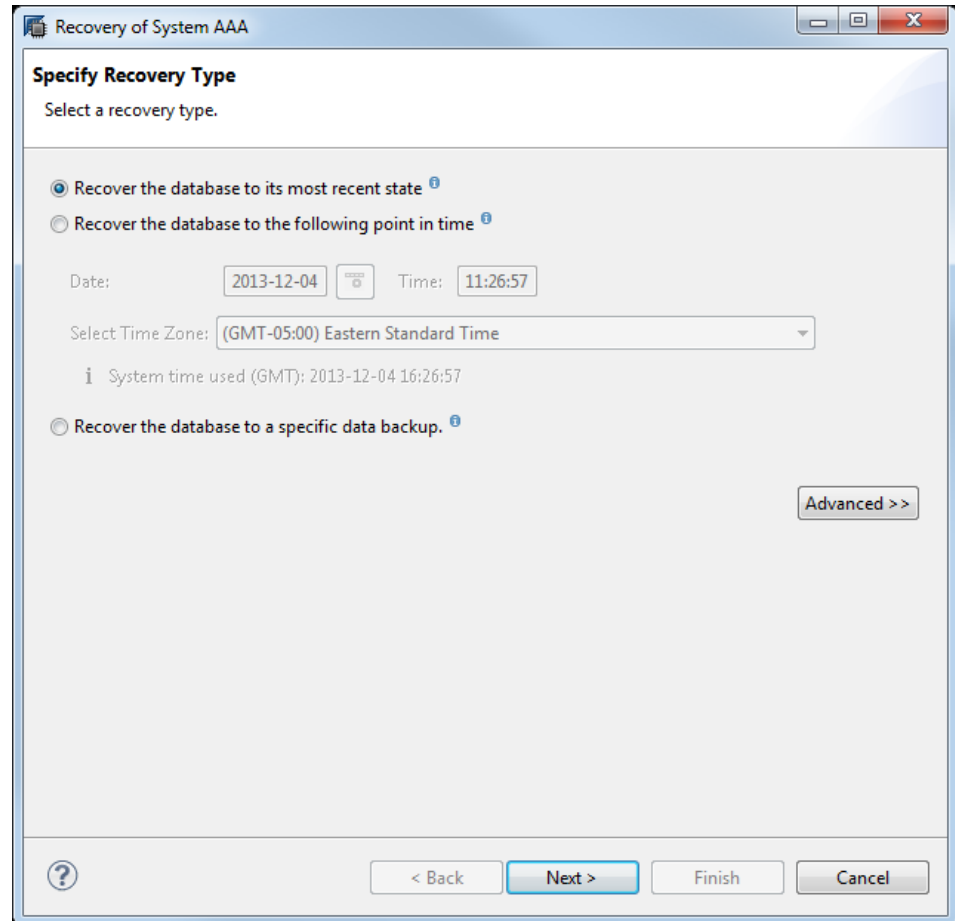 Recovery of System AAA
Specify Recovery Type
Select a recovery type.
Recover the database to its most recent state
Recover the database to the following point in time
Date: 2013-12-04 Time: 11:26:57
Select Time Zone: (GMT-05:00) Eastern Standard Time
System time used (GMT): 2013-12-04 16:26:57
Recover the database to a specific data backup.
Advanced >>
< Back Next > Finish Cancel